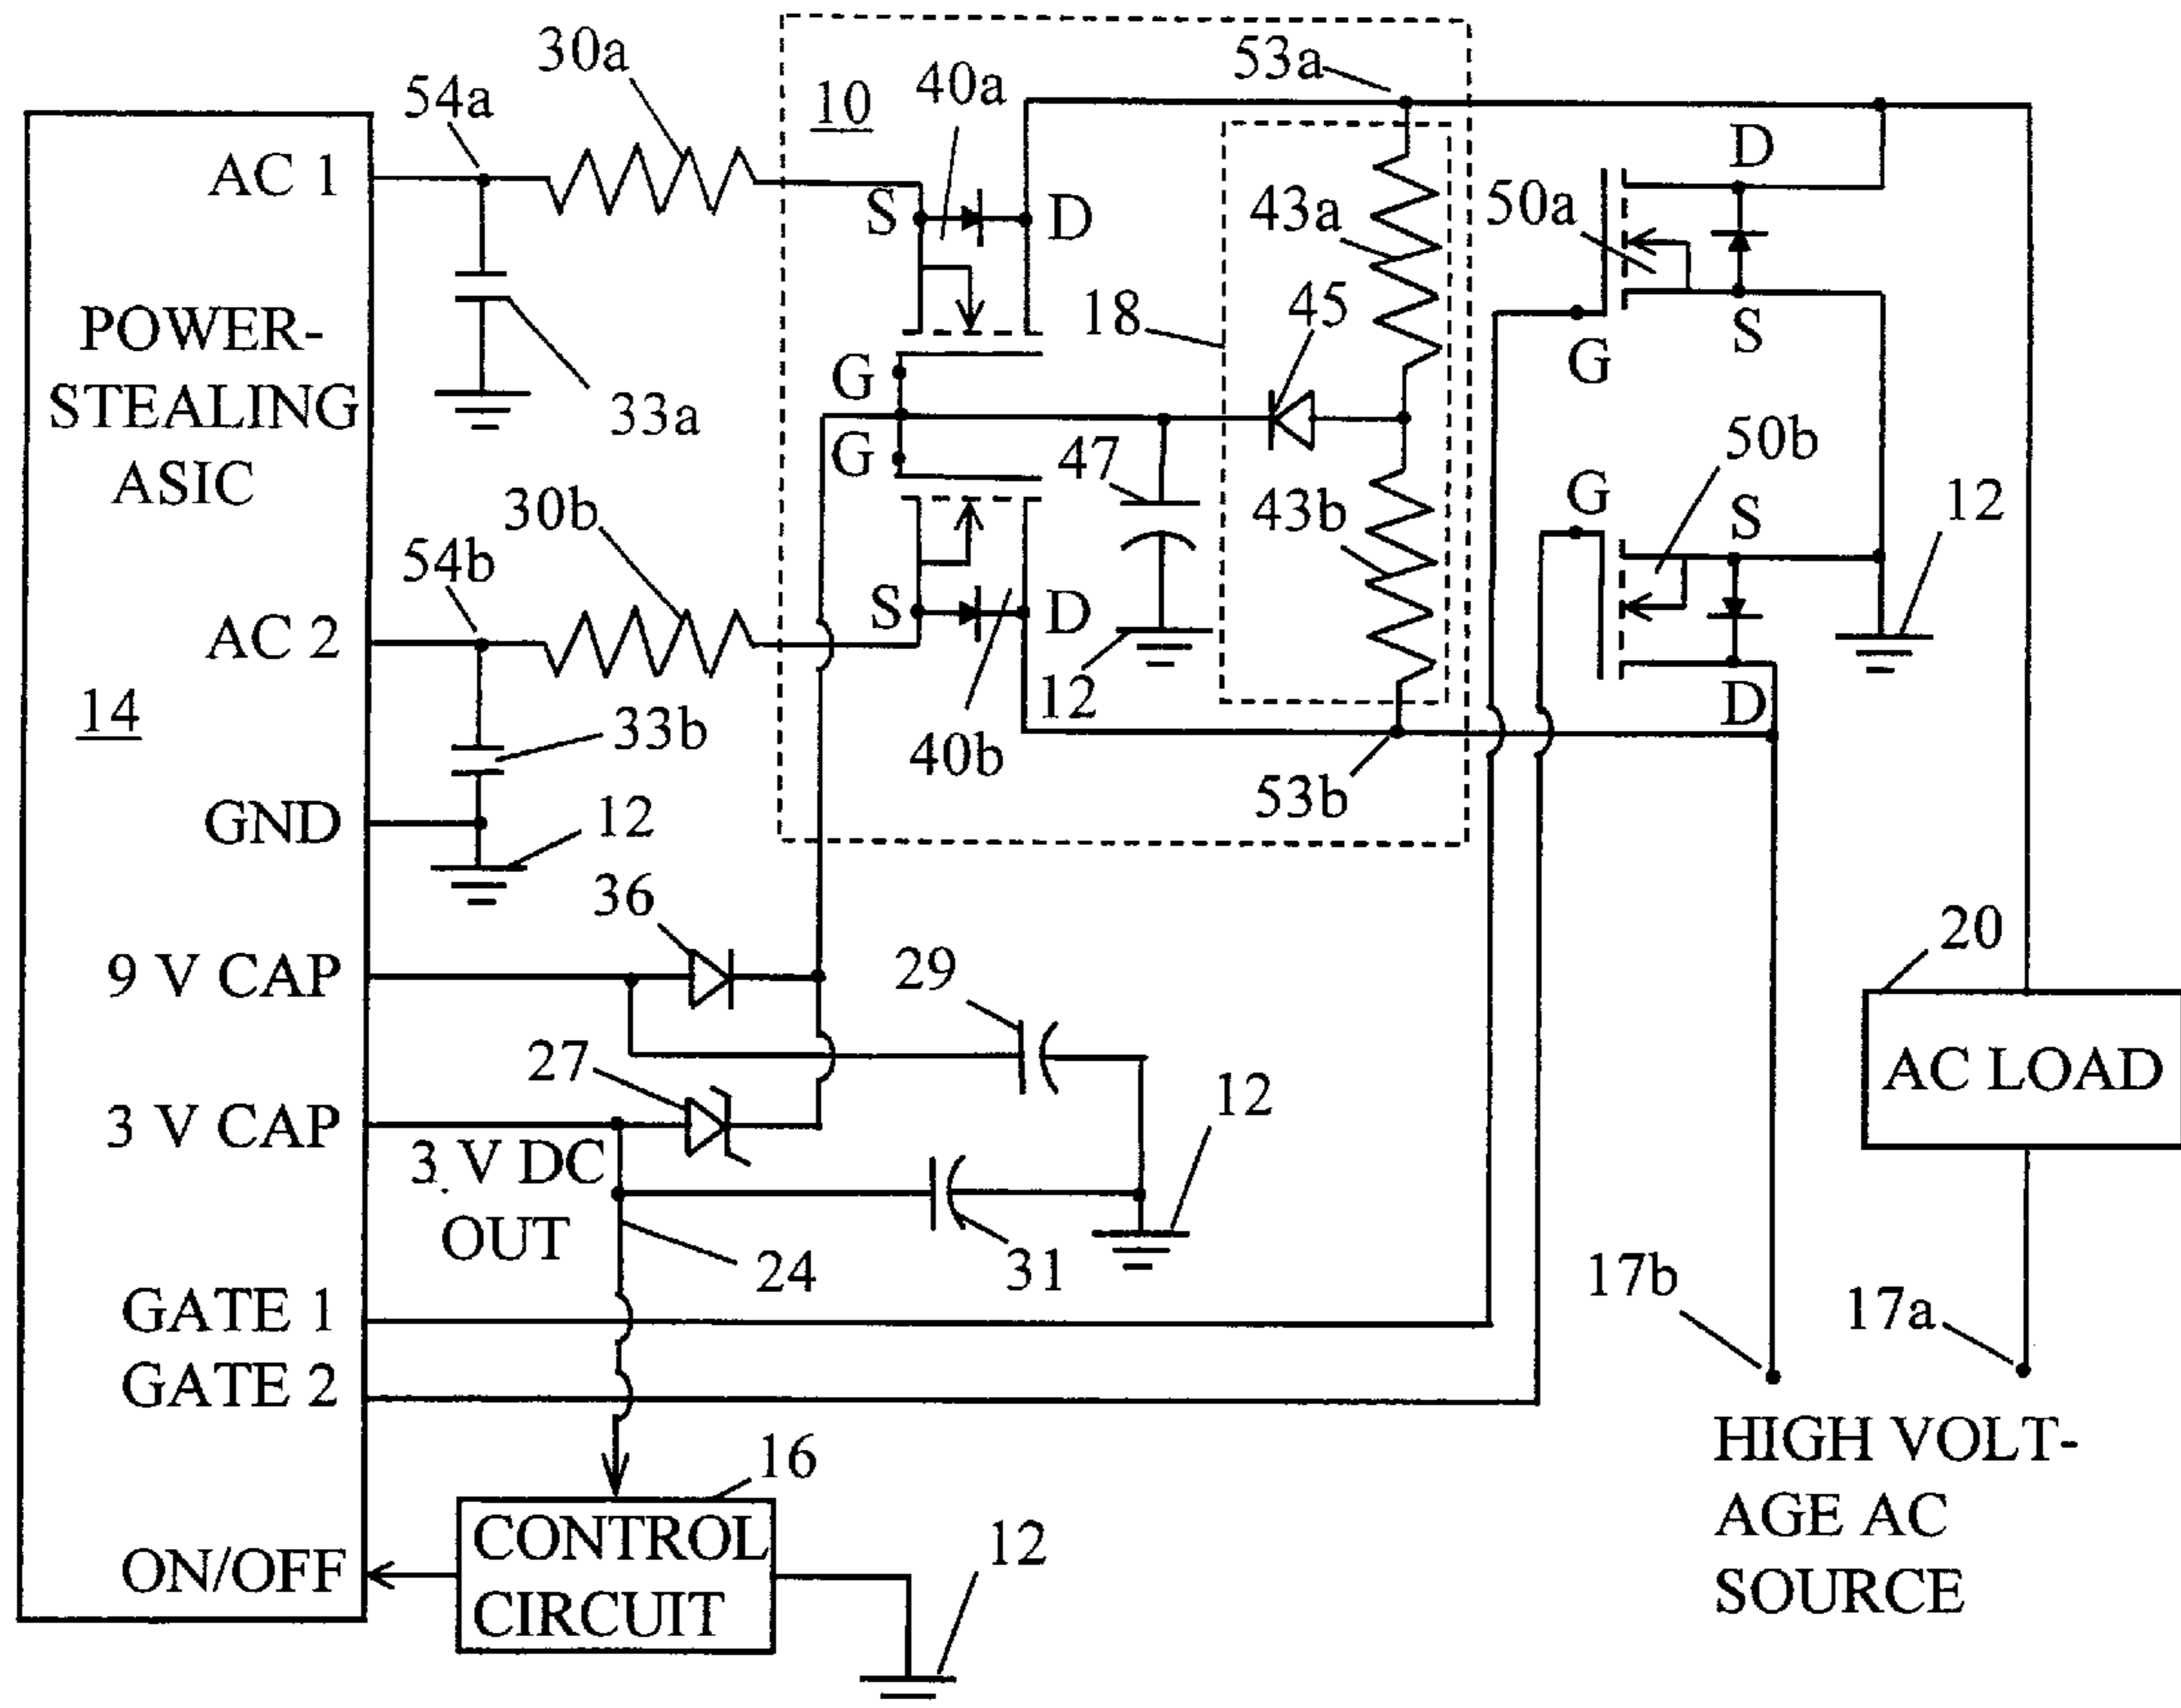 30a
53a
54a
10
40a
AC 1
S
D
D
43a
50a
POWER-
STEALING
ASIC
33a
18
45
S
G
G
G
47
50b
30b
43b
G
S
12
54b
AC 2
S
D
12
D
14
33b
40b
53b
GND
12
36
9 V CAP
29
20
27
12
AC LOAD
3 V CAP
3 V DC
OUT
24
31
17b
17a
GATE 1
GATE 2
16
HIGH VOLT-
AGE AC
SOURCE
ON/OFF
CONTROL
CIRCUIT
12